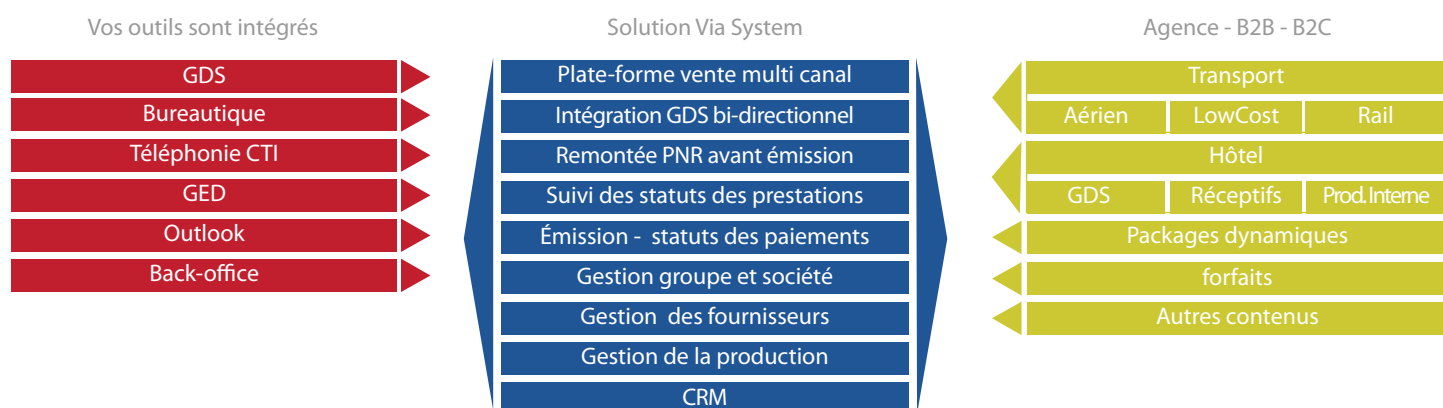 Vos outils sont intégrés
GDS
Bureautique
Téléphonie CTI
GED
Outlook
Back-office
Solution Via System
Plate-forme vente multi canal
Intégration GDS bi-directionnel
Remontée PNR avant émission
Suivi des statuts des prestations
Émission - statuts des paiements
Gestion groupe et société
Gestion des fournisseurs
Gestion de la production
CRM
Agence - B2B - B2C
Transport
Aérien LowCost Rail
Hôtel
GDS Réceptifs Prod. Interne
Packages dynamiques
forfaits
Autres contenus